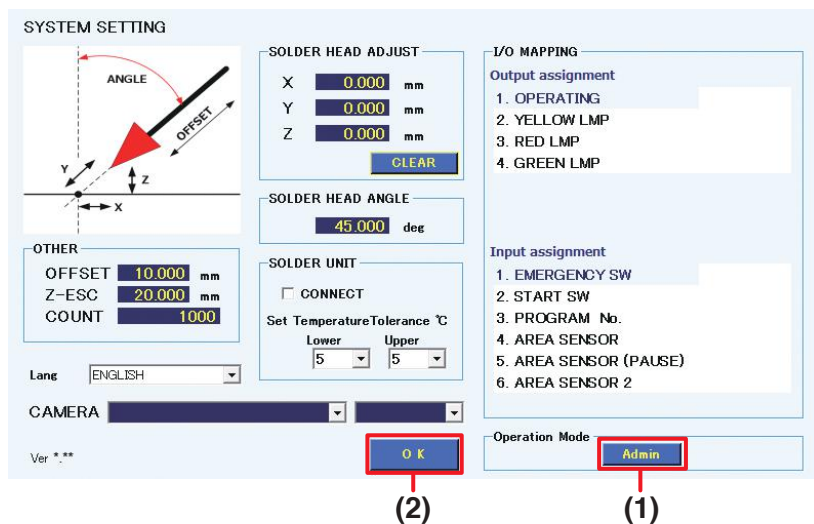 SYSTEM SETTING
ANGLE
OFFSET
Y
Z
X
SOLDER HEAD ADJUST
X 0.000 mm
Y 0.000 mm
Z 0.000 mm
CLEAR
SOLDER HEAD ANGLE
45.000 deg
OTHER
OFFSET 10.000 mm
Z-ESC 20.000 mm
COUNT 1000
SOLDER UNIT
CONNECT
Set TemperatureTolerance ℃
Lower Upper
5 5
Lang ENGLISH
CAMERA
Ver *.**
O K
I/O MAPPING
Output assignment
1. OPERATING
2. YELLOW LMP
3. RED LMP
4. GREEN LMP
Input assignment
1. EMERGENCY SW
2. START SW
3. PROGRAM No.
4. AREA SENSOR
5. AREA SENSOR (PAUSE)
6. AREA SENSOR 2
Operation Mode
Admin
(2)
(1)